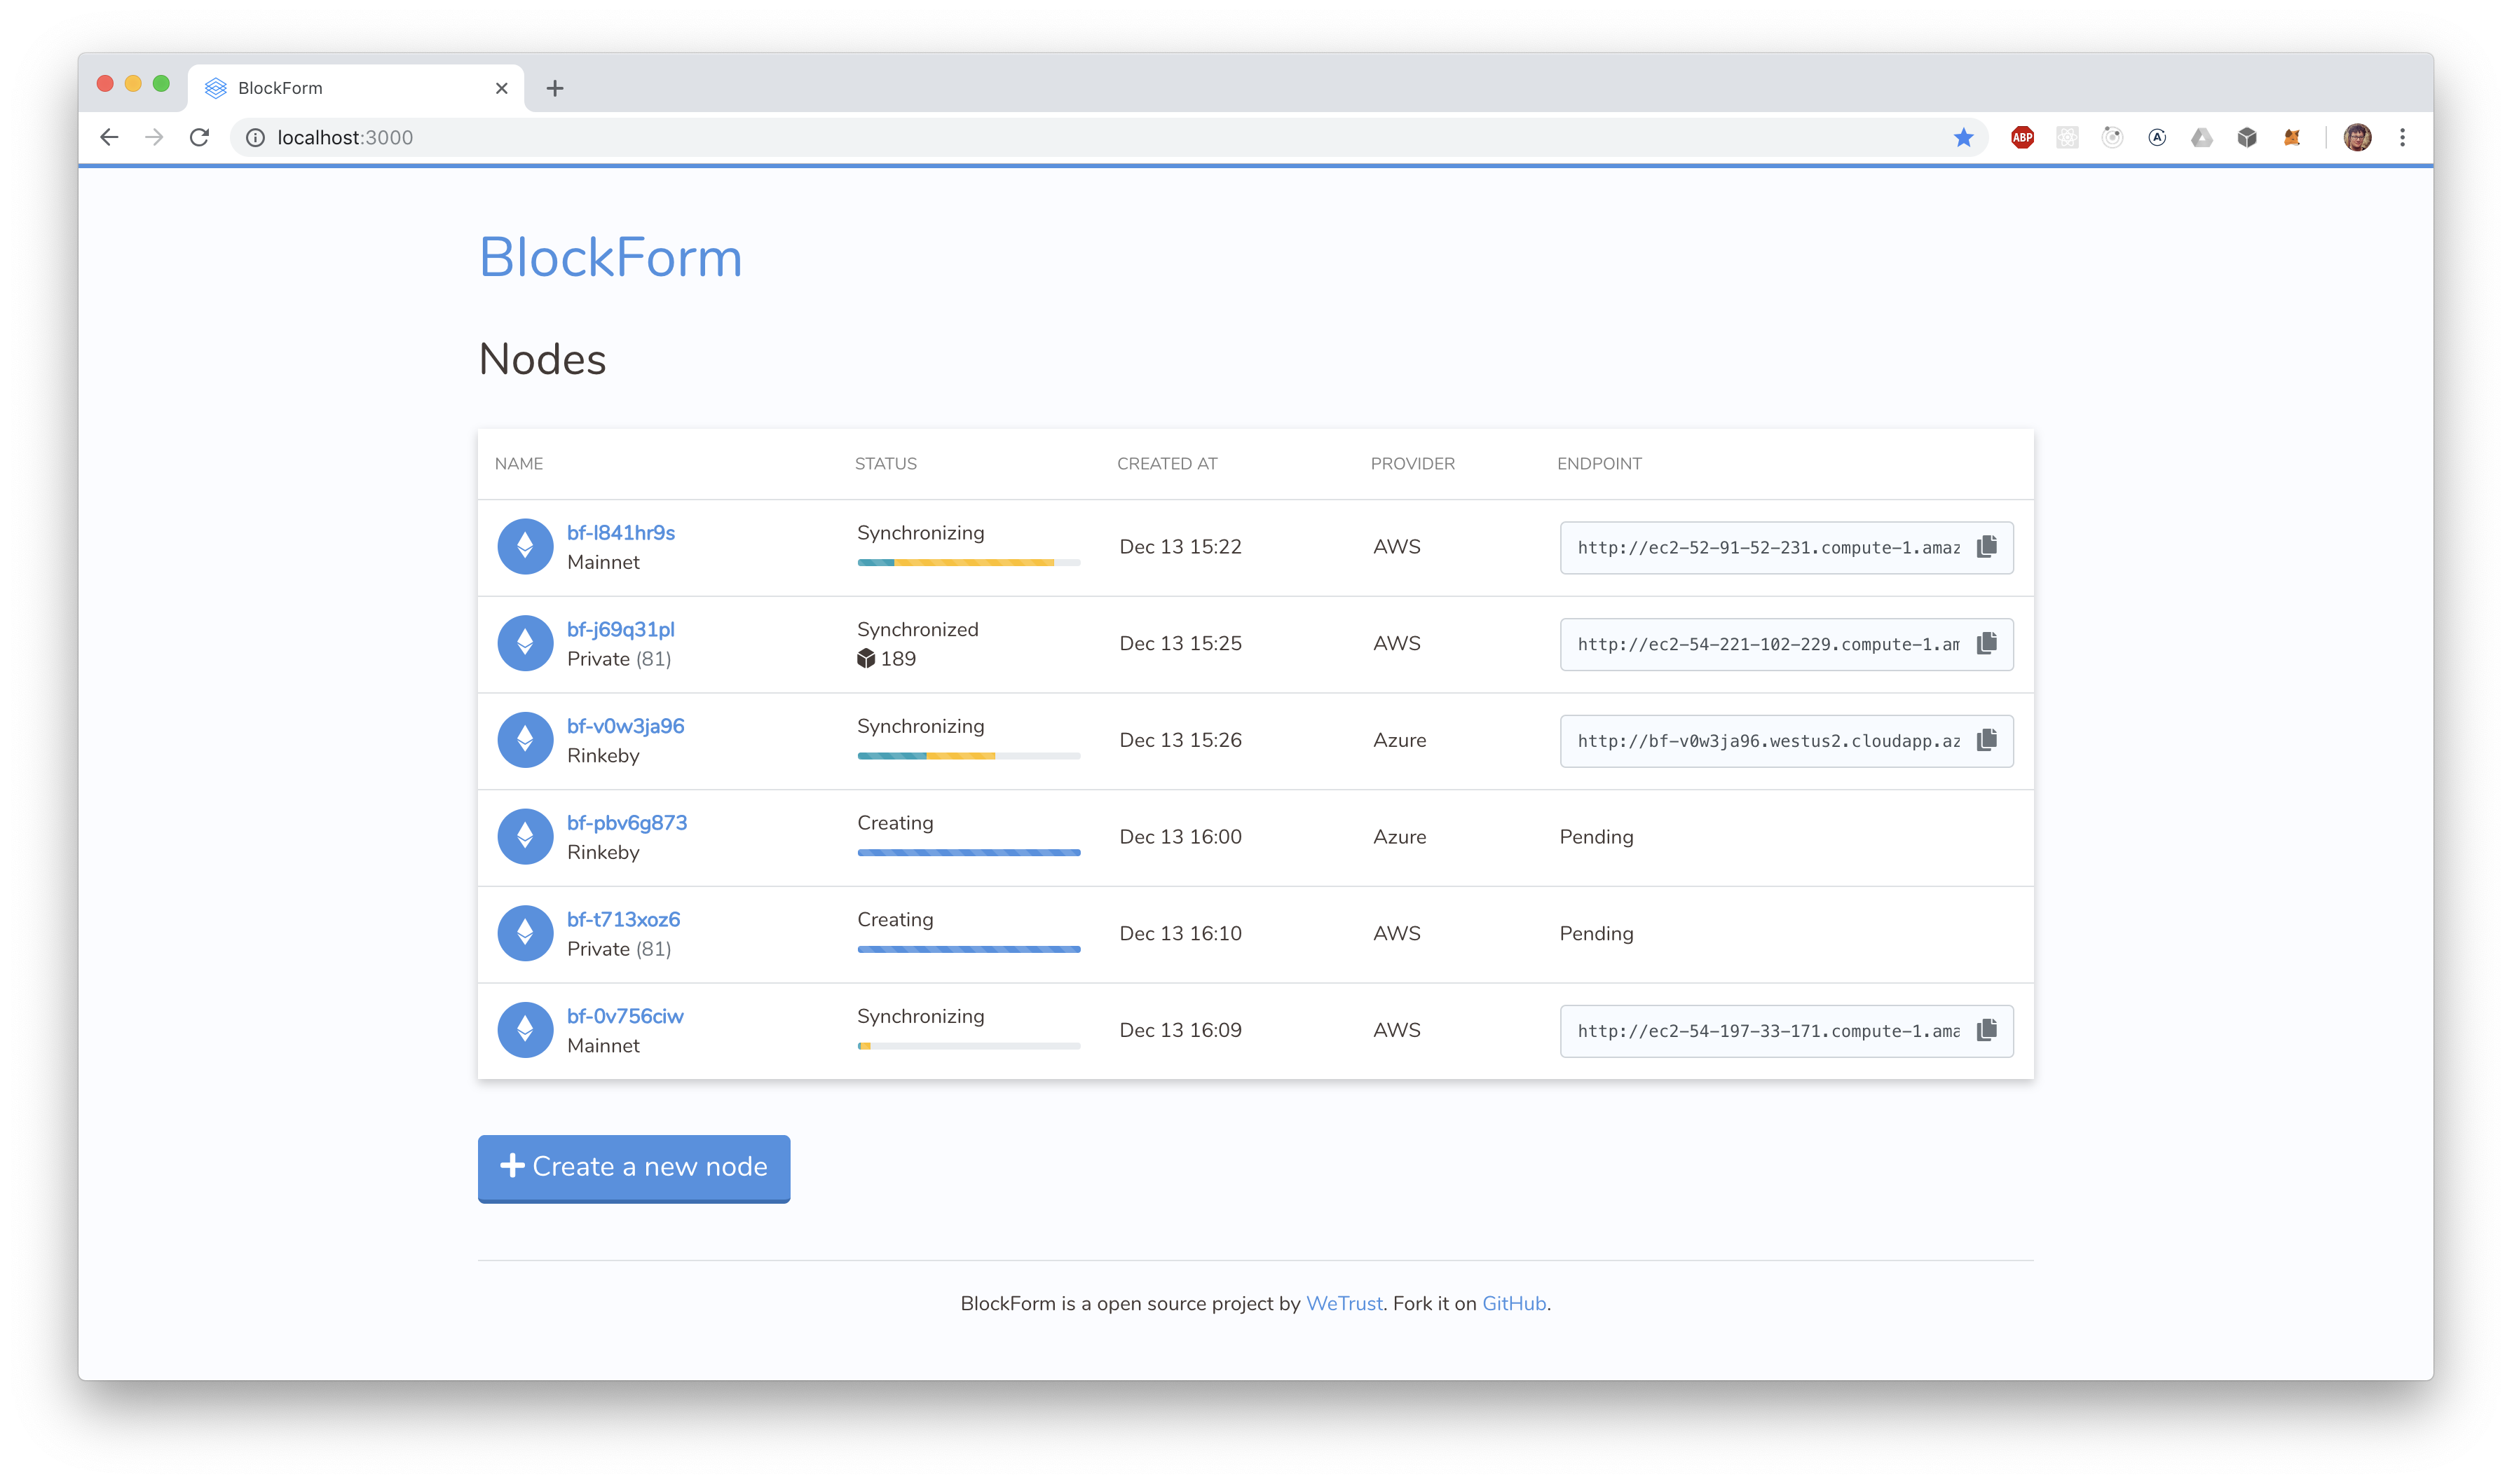 BlockForm
localhost:3000
ABP
A
BlockForm
Nodes
NAME STATUS CREATED AT PROVIDER ENDPOINT
bf-l841hr9s
Mainnet
Synchronizing
Dec 13 15:22
AWS
http://ec2-52-91-52-231.compute-1.amaz
bf-j69q31pl
Private (81)
Synchronized
189
Dec 13 15:25
AWS
http://ec2-54-221-102-229.compute-1.am
bf-v0w3ja96
Rinkeby
Synchronizing
Dec 13 15:26
Azure
http://bf-v0w3ja96.westus2.cloudapp.az
bf-pbv6g873
Rinkeby
Creating
Dec 13 16:00
Azure
Pending
bf-t713xoz6
Private (81)
Creating
Dec 13 16:10
AWS
Pending
bf-0v756ciw
Mainnet
Synchronizing
Dec 13 16:09
AWS
http://ec2-54-197-33-171.compute-1.ama
Create a new node
BlockForm is a open source project by WeTrust. Fork it on GitHub.